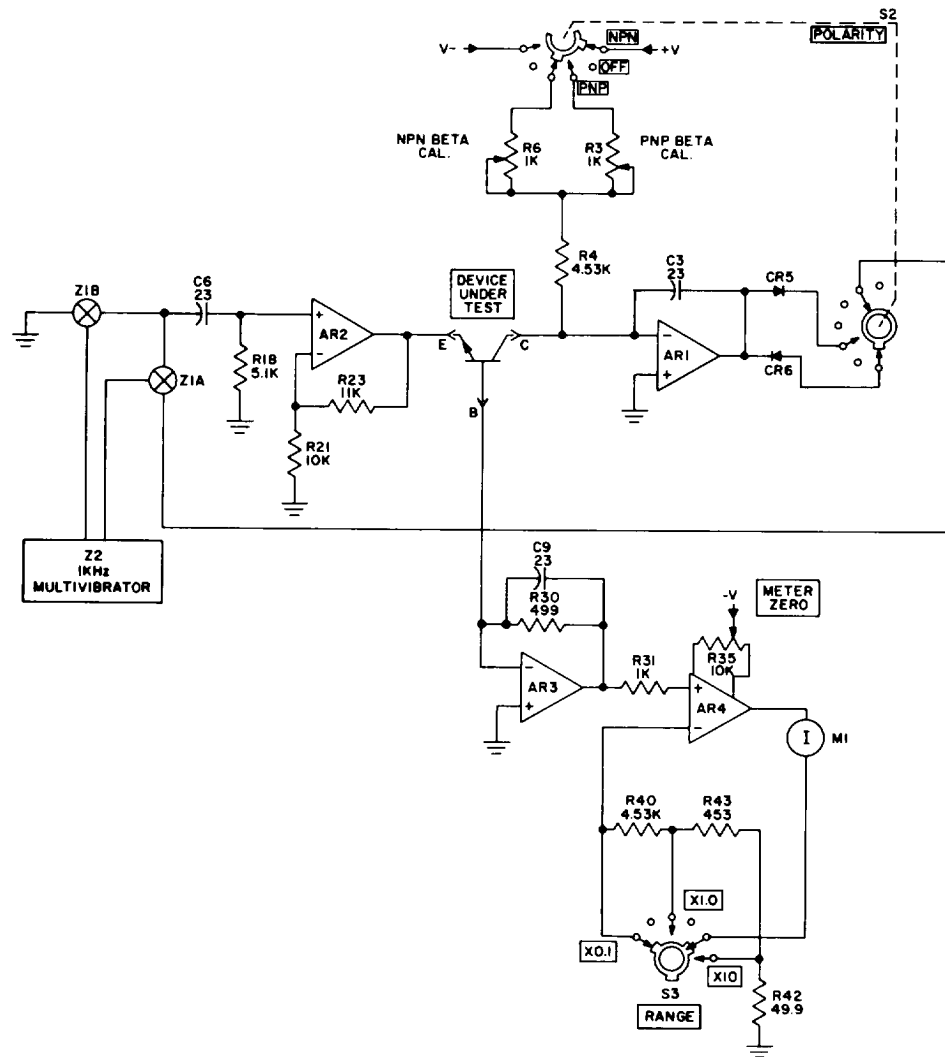 S2
POLARITY
V-
NPN
+V
OFF
PNP
NPN BETA
CAL.
R6
1K
R3
1K
PNP BETA
CAL.
R4
4.53K
C3
23
CR5
Z1B
C6
23
DEVICE
UNDER
TEST
+
AR2
-
E
C
-
AR1
+
CR6
R18
5.1K
Z1A
R23
11K
B
R21
10K
Z2
1KHz
MULTIVIBRATOR
C9
23
R30
499
-V
METER
ZERO
-
AR3
+
R31
1K
R35
10K
+
AR4
-
I
M1
R40
4.53K
R43
453
X1.0
X0.1
X10
S3
RANGE
R42
49.9